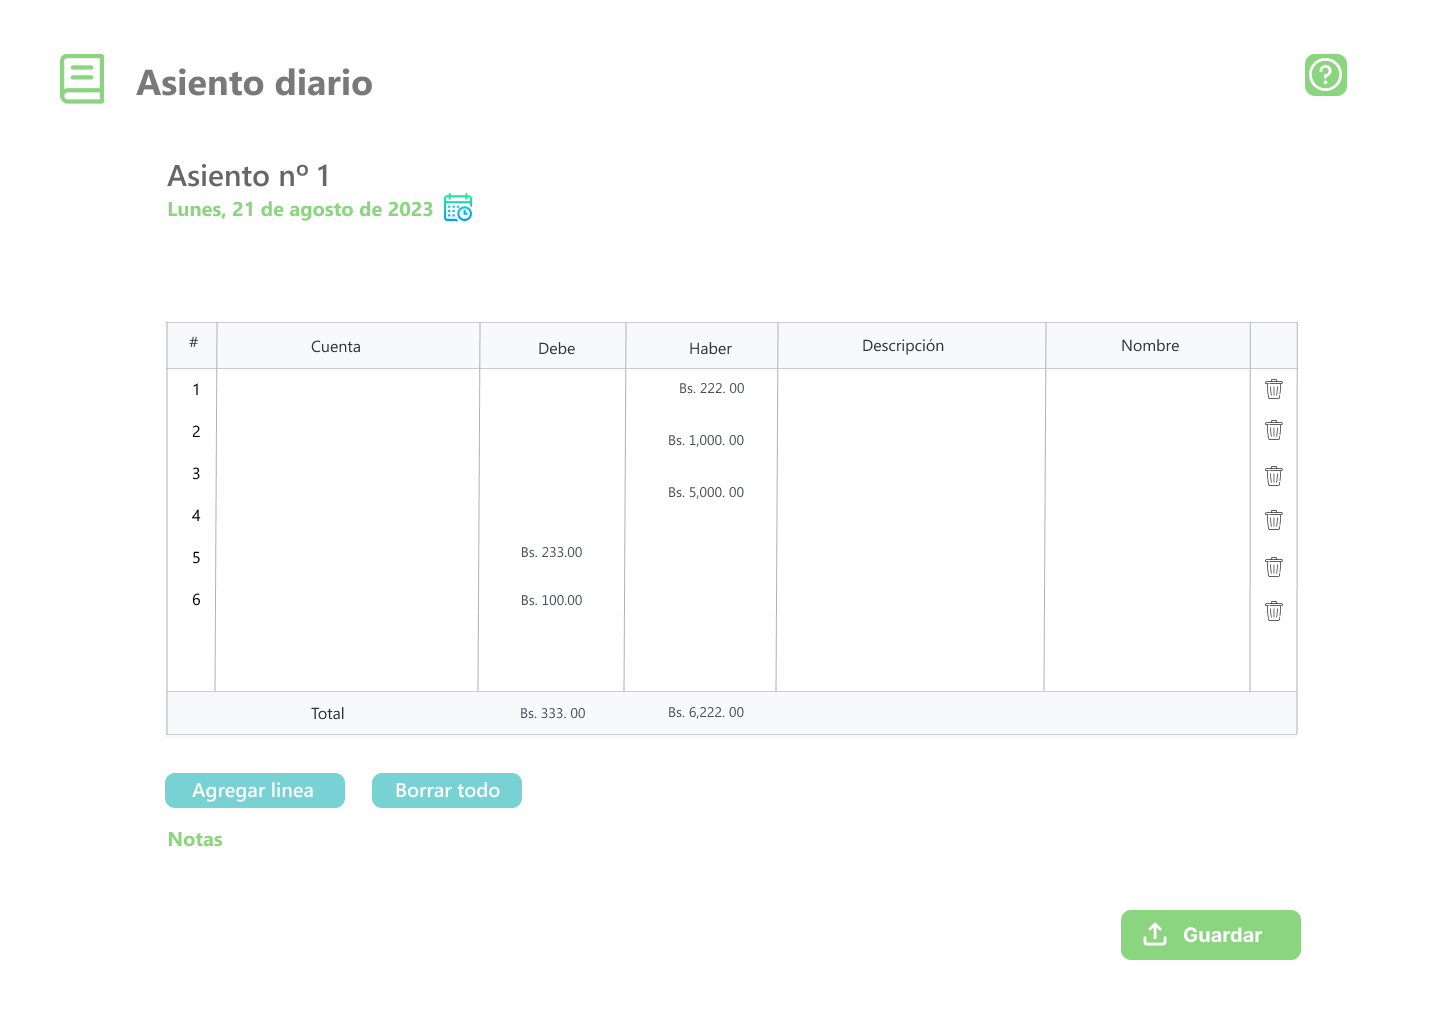 Asiento diario
Asiento nº 1
Lunes, 21 de agosto de 2023
# Cuenta Debe Haber Descripción Nombre
1 Bs. 222. 00
2 Bs. 1,000. 00
3 Bs. 5,000. 00
4
5 Bs. 233.00
6 Bs. 100.00
Total Bs. 333. 00 Bs. 6,222. 00
Agregar linea Borrar todo
Notas
Guardar